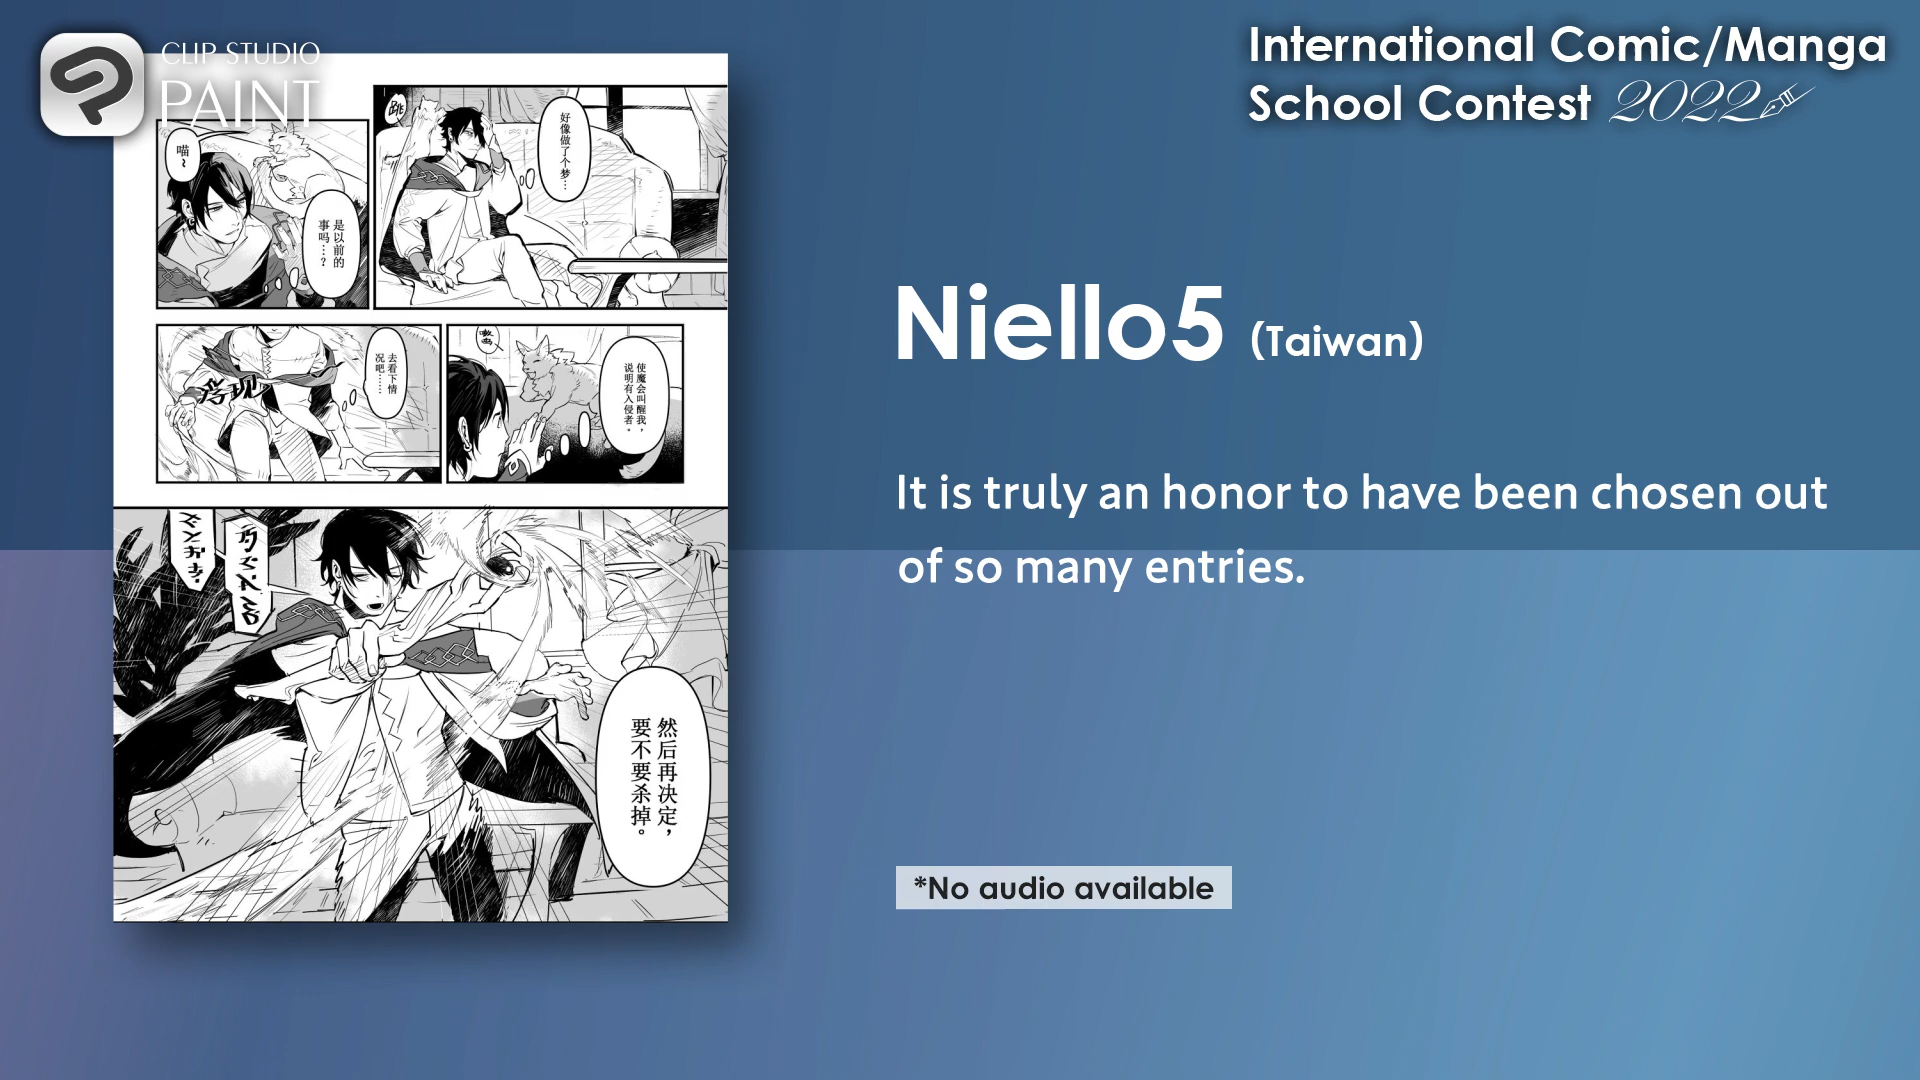 CLIP STUDIO
PAINT
International Comic/Manga
School Contest 2022
好像做了个梦…
跳
是以前的
事吗…？
喵~
使魔会叫醒我，
说明有入侵者。
去看下情
况吧……
浮现
然后再决定，
要不要杀掉。
Niello5 (Taiwan)
It is truly an honor to have been chosen out
of so many entries.
*No audio available